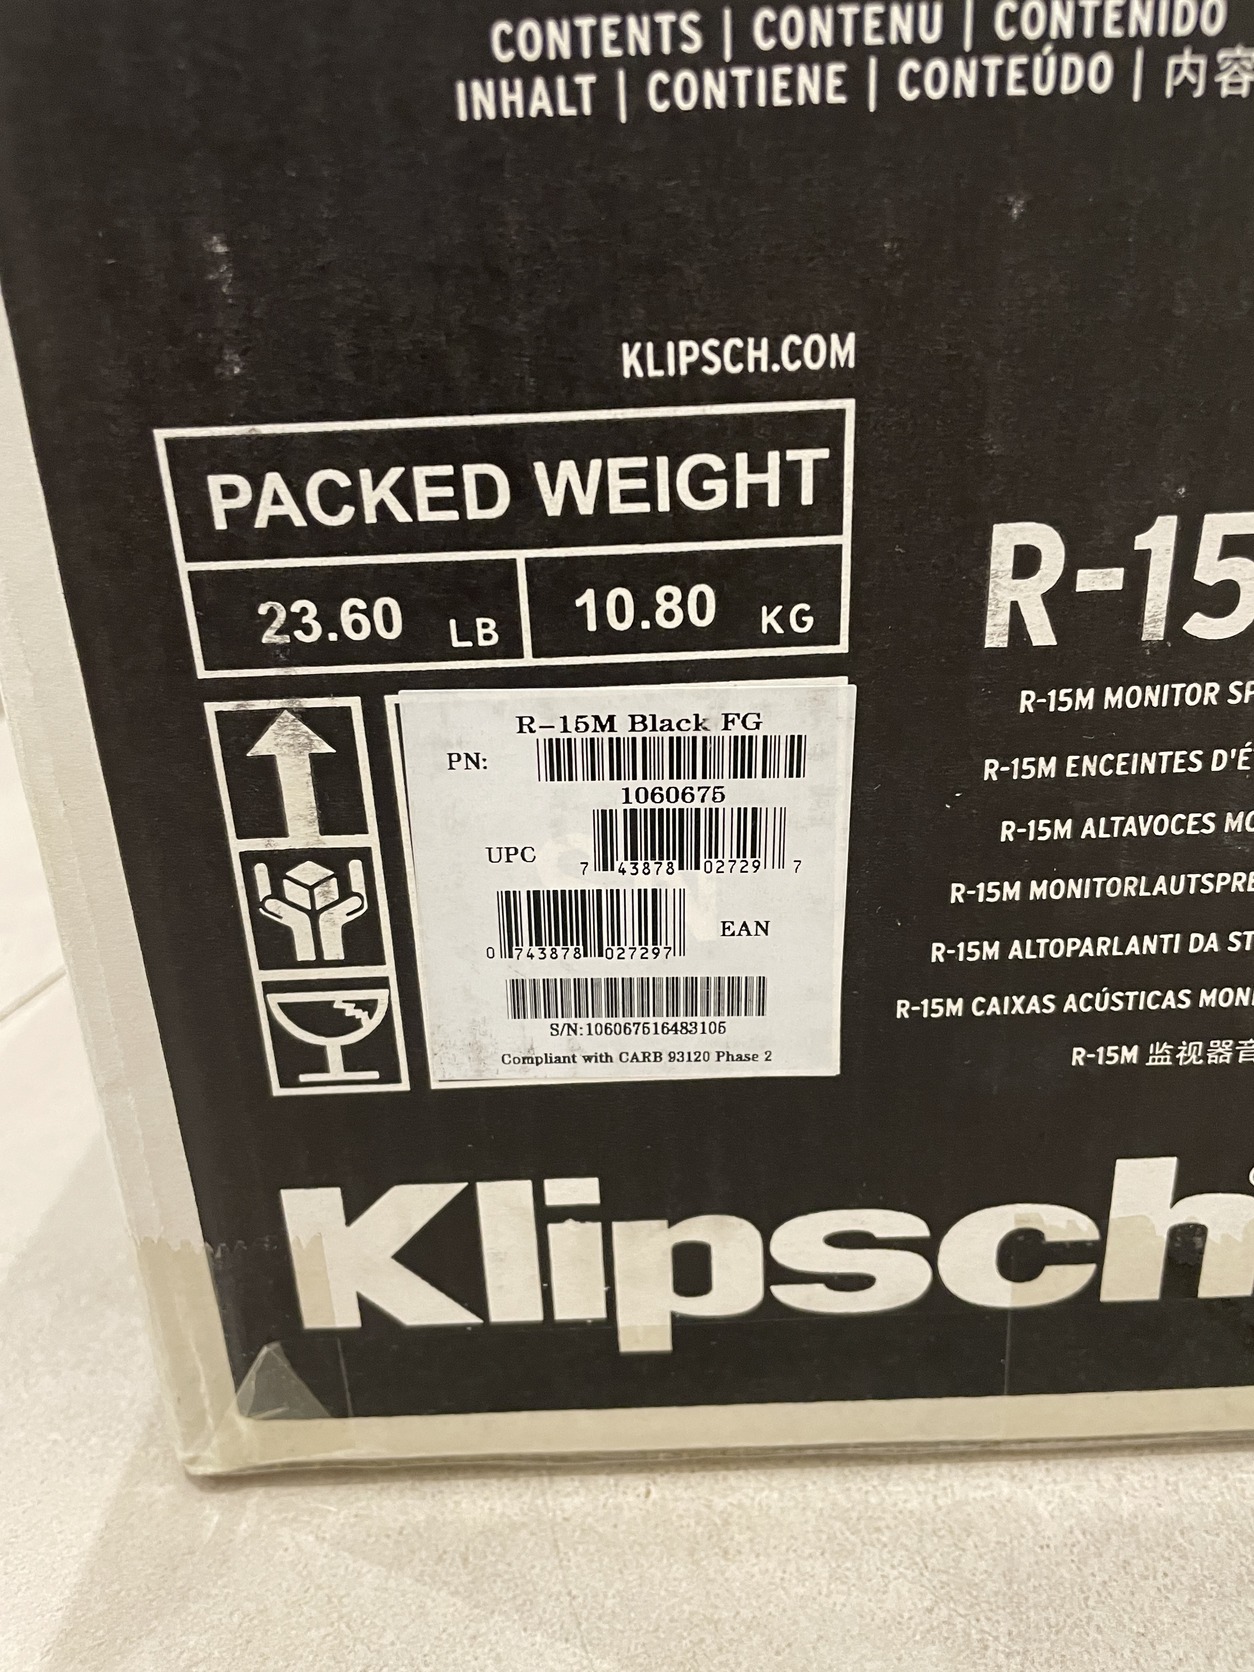 CONTENTS | CONTENU | CONTENIDO
INHALT | CONTIENE | CONTEÚDO | 内容
KLIPSCH.COM
PACKED WEIGHT
23.60 LB 10.80 KG
R-15
R-15M MONITOR SP
R-15M ENCEINTES D'É
R-15M ALTAVOCES MO
R-15M MONITORLAUTSPRE
R-15M ALTOPARLANTI DA ST
R-15M CAIXAS ACÚSTICAS MONI
R-15M 监视器音
R-15M Black FG
PN:
1060675
UPC
7 43878 02729 7
EAN
0 743878 027297
S/N:106067516483105
Compliant with CARB 93120 Phase 2
Klipsch